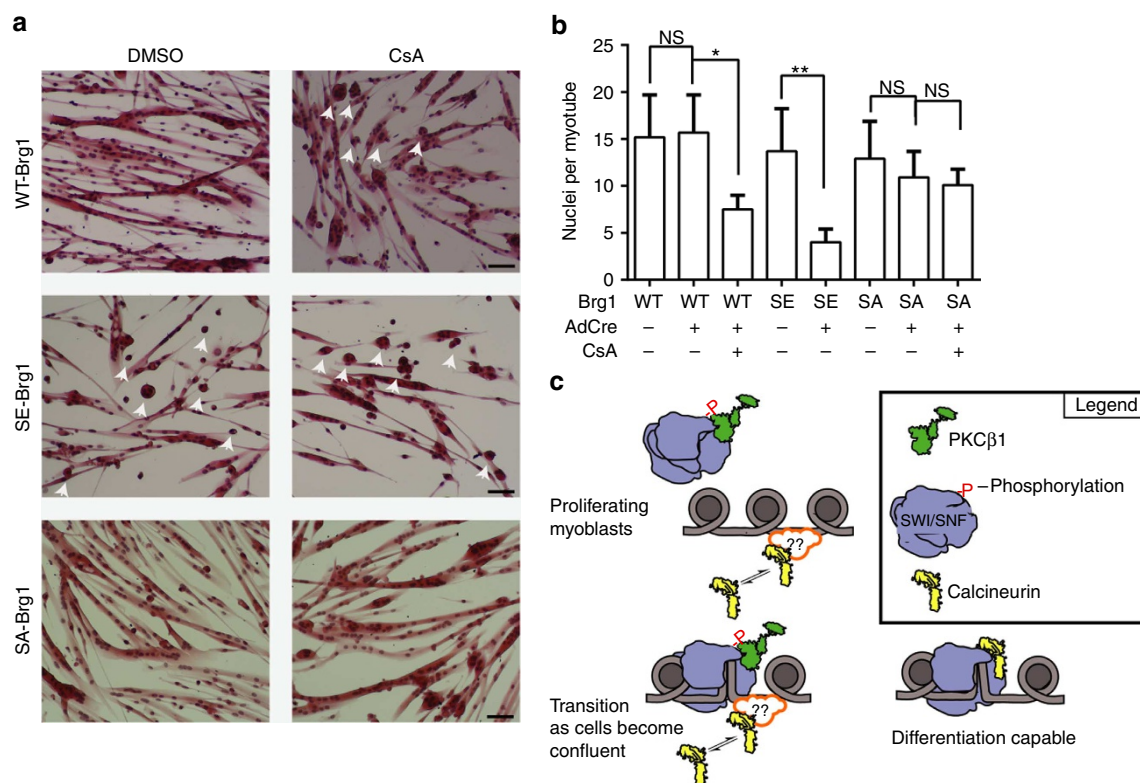 a
DMSO
CsA
WT-Brg1
SE-Brg1
SA-Brg1
b
Nuclei per myotube
25
20
15
10
5
0
NS
*
**
NS
NS
Brg1 WT WT WT SE SE SA SA SA
AdCre – + + – + – + +
CsA – – + – – – – +
c
P
Proliferating
myoblasts
??
P
Transition
as cells become
confluent
??
Legend
PKCβ1
P –Phosphorylation
SWI/SNF
Calcineurin
Differentiation capable